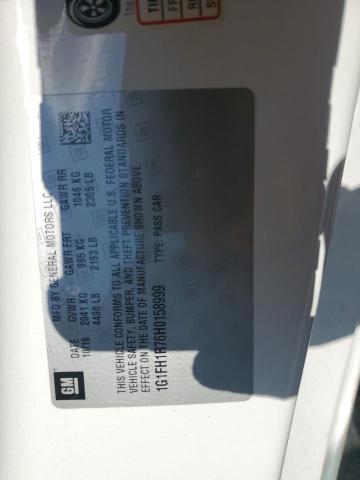 GM
MFD BY GENERAL MOTORS LLC
DATE GVWR GAWR FRT GAWR RR
10/16 2041 KG 995 KG 1046 KG
4498 LB 2193 LB 2305 LB
THIS VEHICLE CONFORMS TO ALL APPLICABLE U.S. FEDERAL MOTOR
VEHICLE SAFETY, BUMPER, AND THEFT PREVENTION STANDARDS IN
EFFECT ON THE DATE OF MANUFACTURE SHOWN ABOVE.
1G1FH1R76H0158999 TYPE: PASS CAR
The